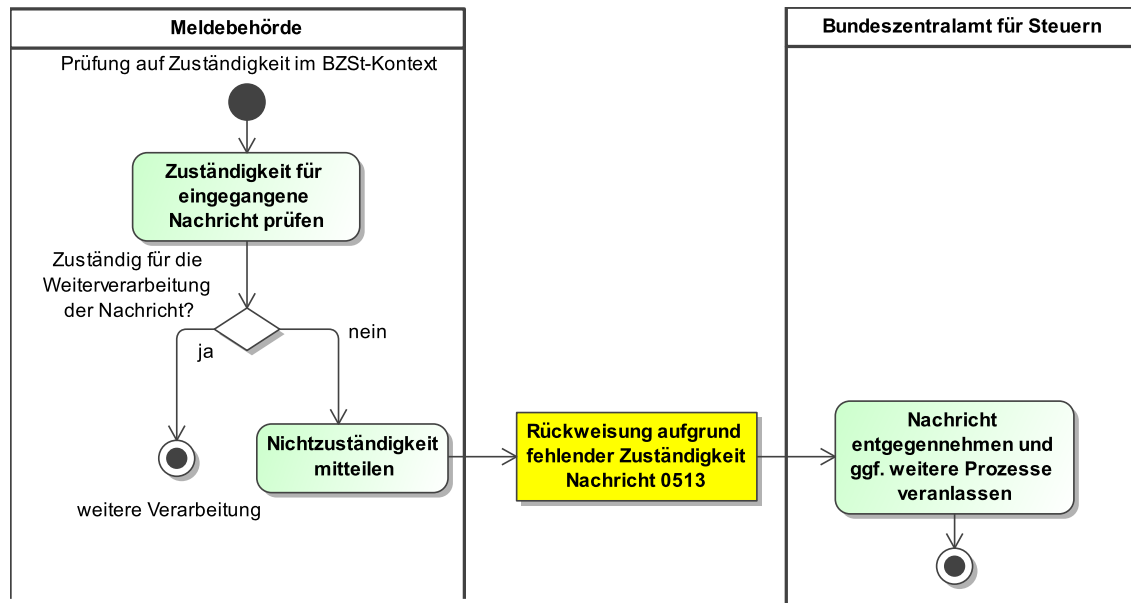 Meldebehörde
Bundeszentralamt für Steuern
Prüfung auf Zuständigkeit im BZSt-Kontext
Zuständigkeit für
eingegangene
Nachricht prüfen
Zuständig für die
Weiterverarbeitung
der Nachricht?
ja
nein
Nichtzuständigkeit
mitteilen
weitere Verarbeitung
Rückweisung aufgrund
fehlender Zuständigkeit
Nachricht 0513
Nachricht
entgegennehmen und
ggf. weitere Prozesse
veranlassen